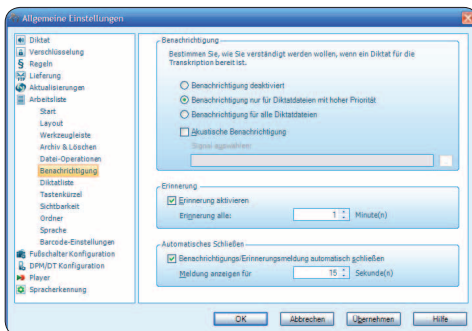 Allgemeine Einstellungen
Diktat
Verschlüsselung
Regeln
Lieferung
Aktualisierungen
Arbeitsliste
Start
Layout
Werkzeugleiste
Archiv & Löschen
Datei-Operationen
Benachrichtigung
Diktatliste
Tastenkürzel
Sichtbarkeit
Ordner
Sprache
Barcode-Einstellungen
Fußschalter Konfiguration
DPM/DT Konfiguration
Player
Spracherkennung
Benachrichtigung
Bestimmen Sie, wie Sie verständigt werden wollen, wenn ein Diktat für die
Transkription bereit ist.
Benachrichtigung deaktiviert
Benachrichtigung nur für Diktatdateien mit hoher Priorität
Benachrichtigung für alle Diktatdateien
Akustische Benachrichtigung
Signal auswählen:
Erinnerung
Erinnerung aktivieren
Erinnerung alle: 1 Minute(n)
Automatisches Schließen
Benachrichtigungs/Erinnerungsmeldung automatisch schließen
Meldung anzeigen für 15 Sekunde(n)
OK Abbrechen Übernehmen Hilfe